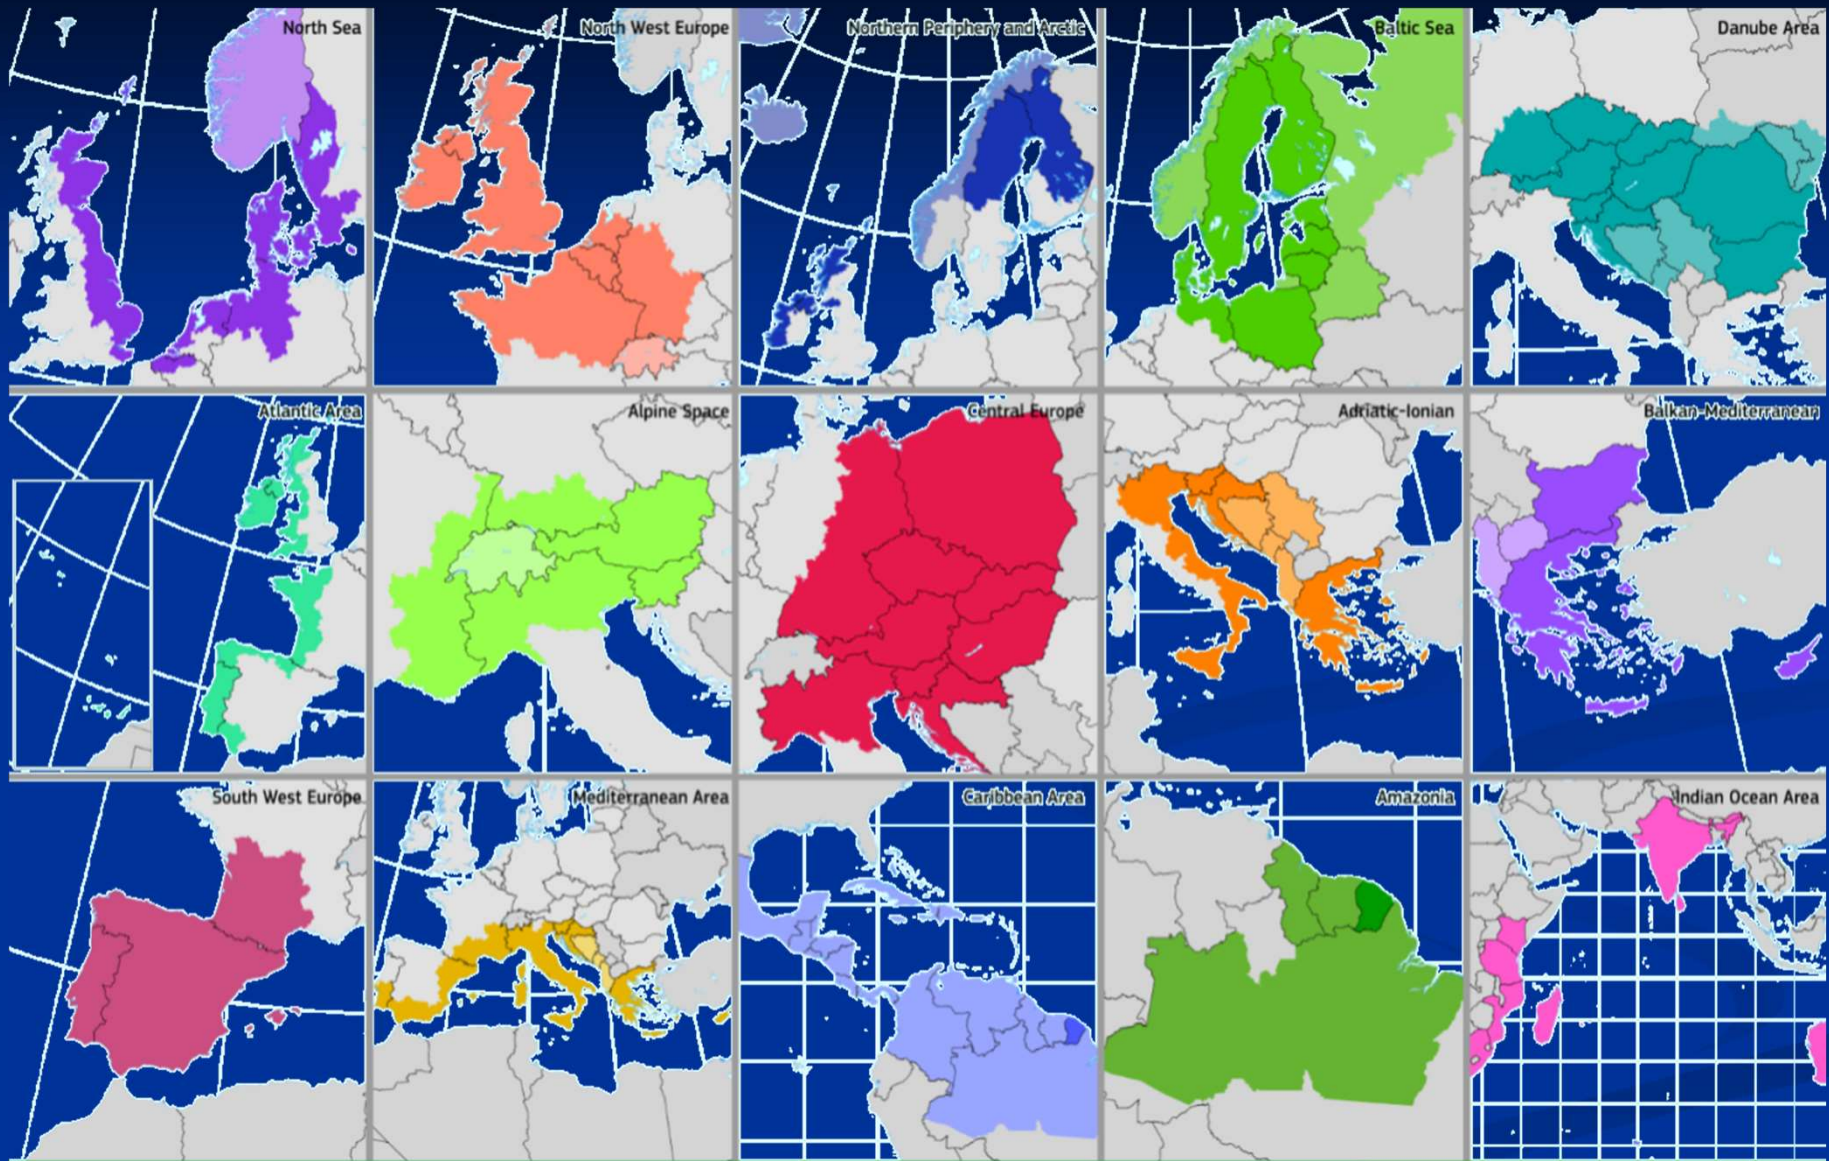 North Sea
North West Europe
Northern Periphery and Arctic
Baltic Sea
Danube Area
Atlantic Area
Alpine Space
Central Europe
Adriatic-Ionian
Balkan-Mediterranean
South West Europe
Mediterranean Area
Caribbean Area
Amazonia
Indian Ocean Area